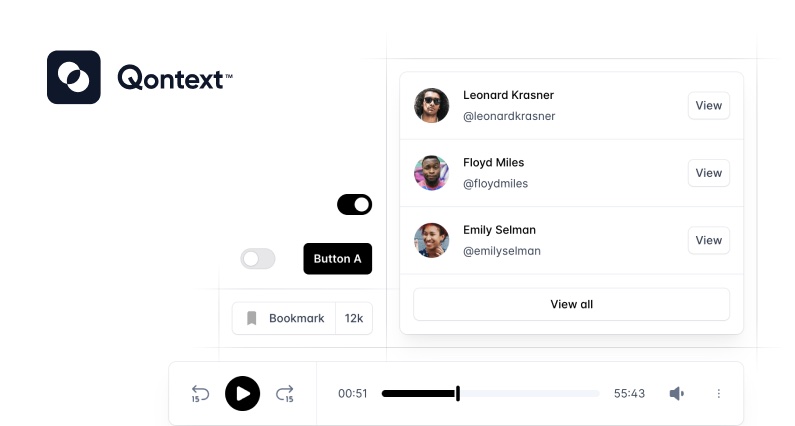 Qontext™
Leonard Krasner
@leonardkrasner
View
Floyd Miles
@floydmiles
View
Emily Selman
@emilyselman
View
View all
Button A
Bookmark
12k
15
15
00:51
55:43